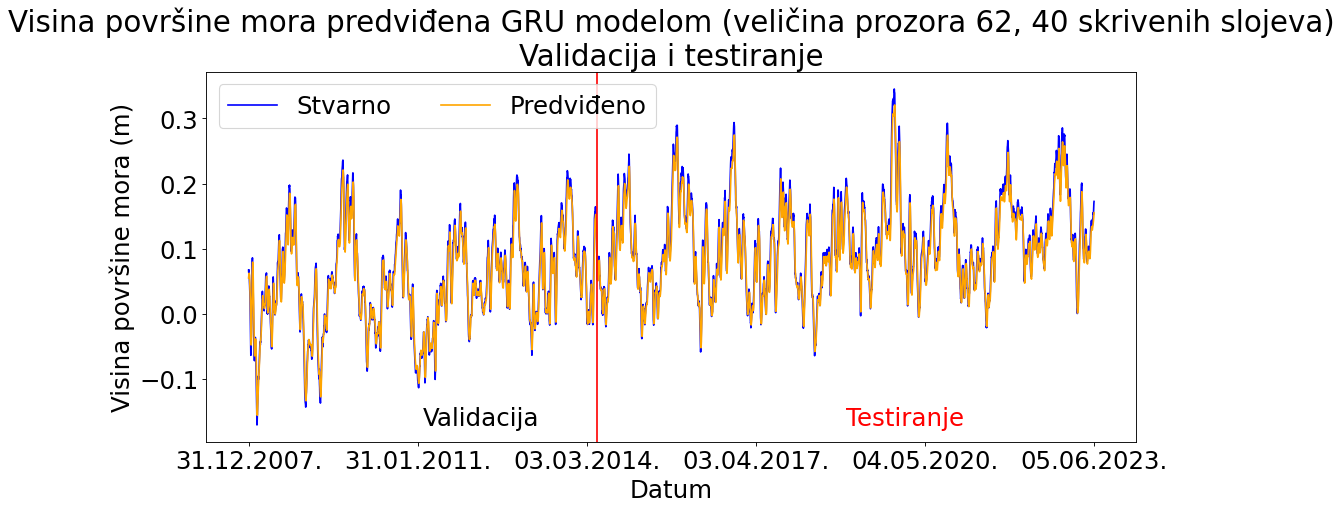 Visina površine mora predviđena GRU modelom (veličina prozora 62, 40 skrivenih slojeva)
Validacija i testiranje
Stvarno
Predviđeno
Visina površine mora (m)
0.3
0.2
0.1
0.0
−0.1
Validacija
Testiranje
31.12.2007.
31.01.2011.
03.03.2014.
03.04.2017.
04.05.2020.
05.06.2023.
Datum